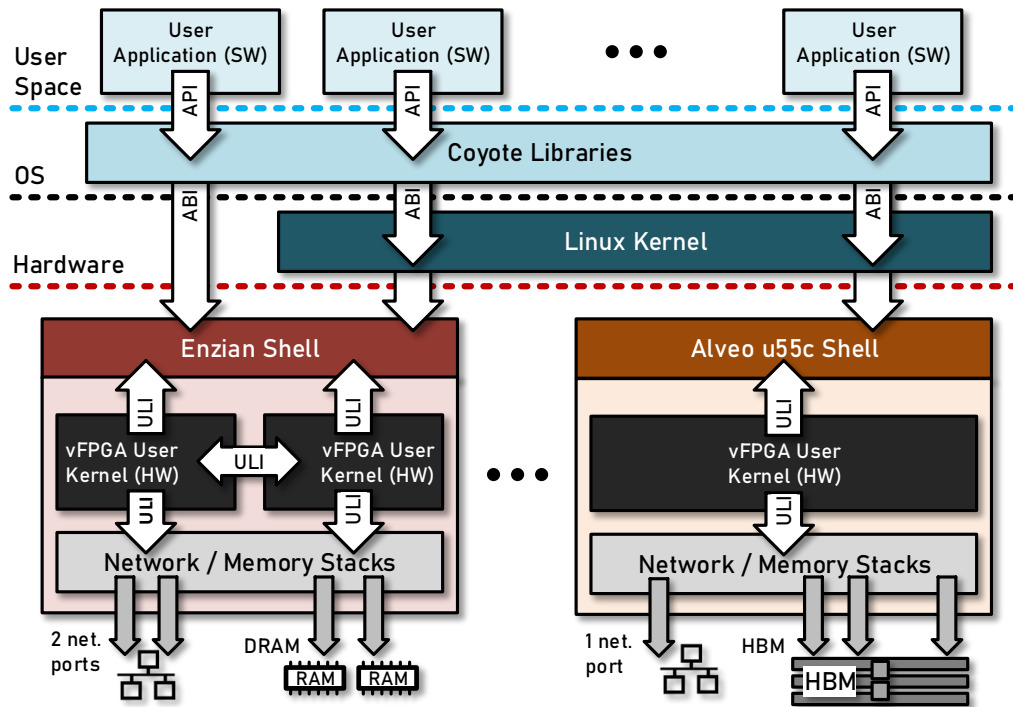 User
Application (SW)
User
Application (SW)
User
Application (SW)
User
Space
API
API
API
Coyote Libraries
OS
ABI
ABI
ABI
Linux Kernel
Hardware
Enzian Shell
Alveo u55c Shell
ULI
ULI
ULI
vFPGA User
Kernel (HW)
ULI
vFPGA User
Kernel (HW)
vFPGA User
Kernel (HW)
ULI
ULI
ULI
Network / Memory Stacks
Network / Memory Stacks
2 net.
ports
DRAM
1 net.
port
HBM
RAM
RAM
HBM